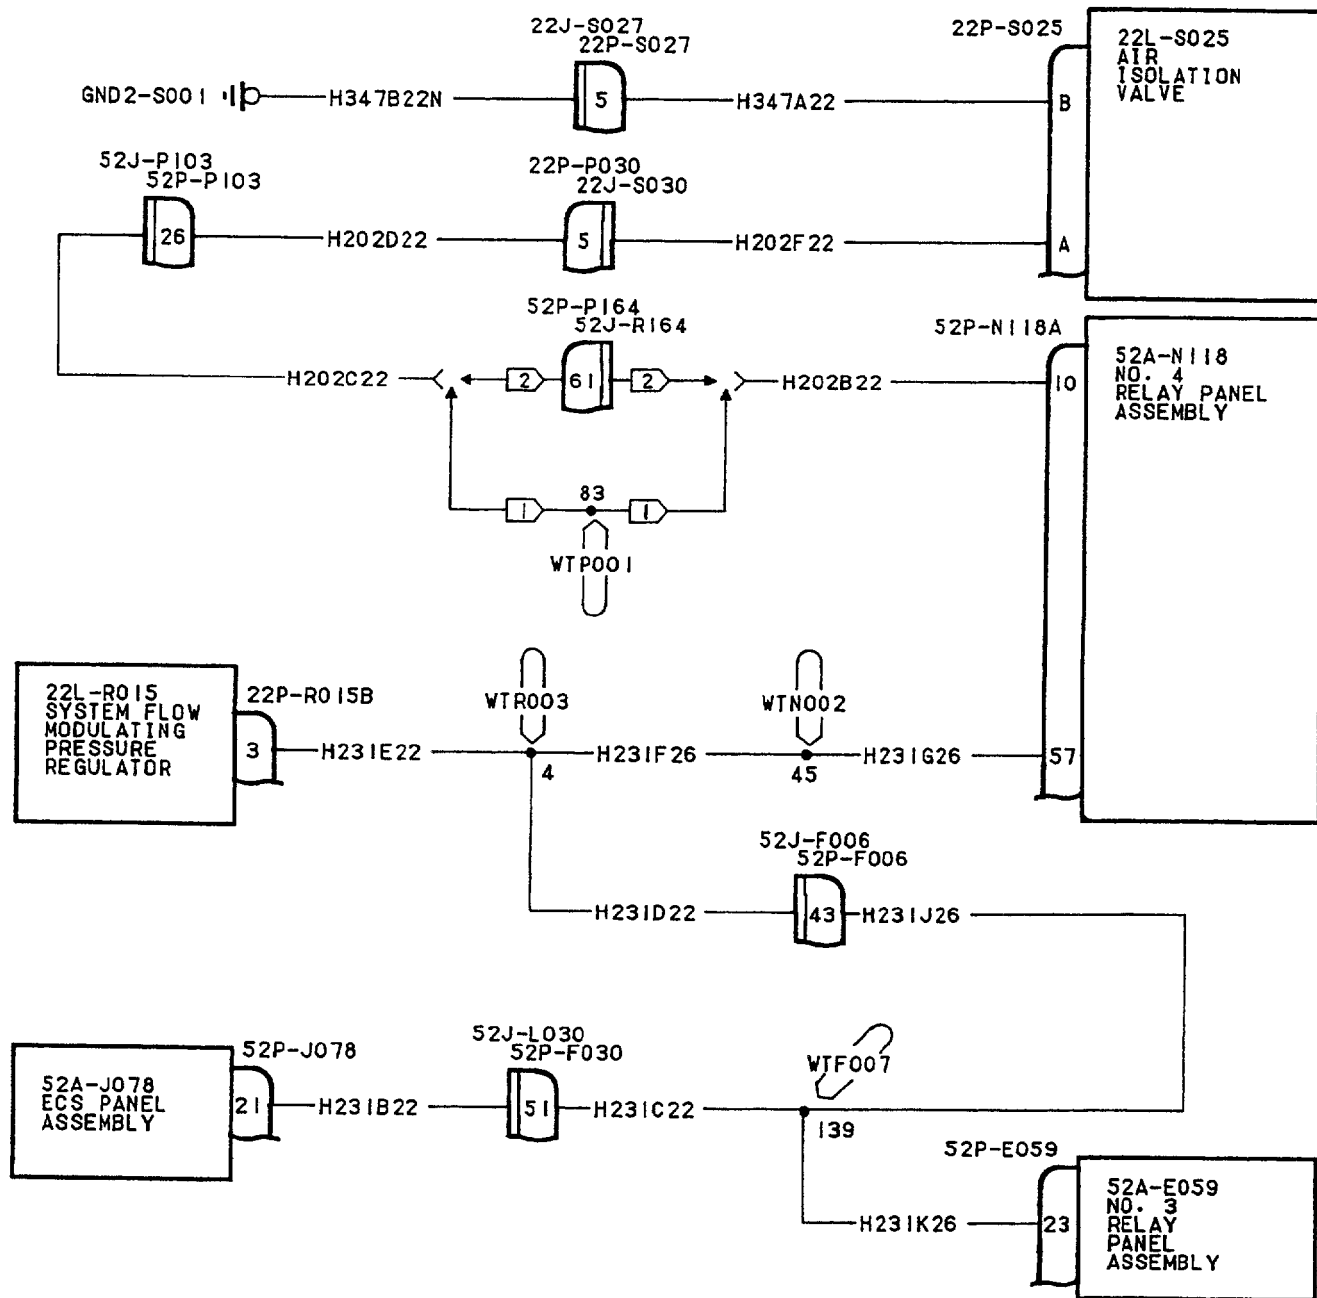 22J-S027
22P-S027
22P-S025
22L-S025
AIR
ISOLATION
VALVE
GND2-S001
H347B22N
5
H347A22
B
52J-P103
52P-P103
22P-P030
22J-S030
26
H202D22
5
H202F22
A
52P-P164
52J-R164
52P-N118A
52A-N118
NO. 4
RELAY PANEL
ASSEMBLY
H202C22
2
61
2
H202B22
10
83
1
1
WTP001
22L-R015
SYSTEM FLOW
MODULATING
PRESSURE
REGULATOR
22P-R015B
WTR003
WTN002
3
H231E22
4
H231F26
45
H231G26
57
52J-F006
52P-F006
H231D22
43
H231J26
52J-L030
52P-F030
WTF007
52P-J078
52A-J078
ECS PANEL
ASSEMBLY
21
H231B22
51
H231C22
139
52P-E059
52A-E059
NO. 3
RELAY
PANEL
ASSEMBLY
H231K26
23